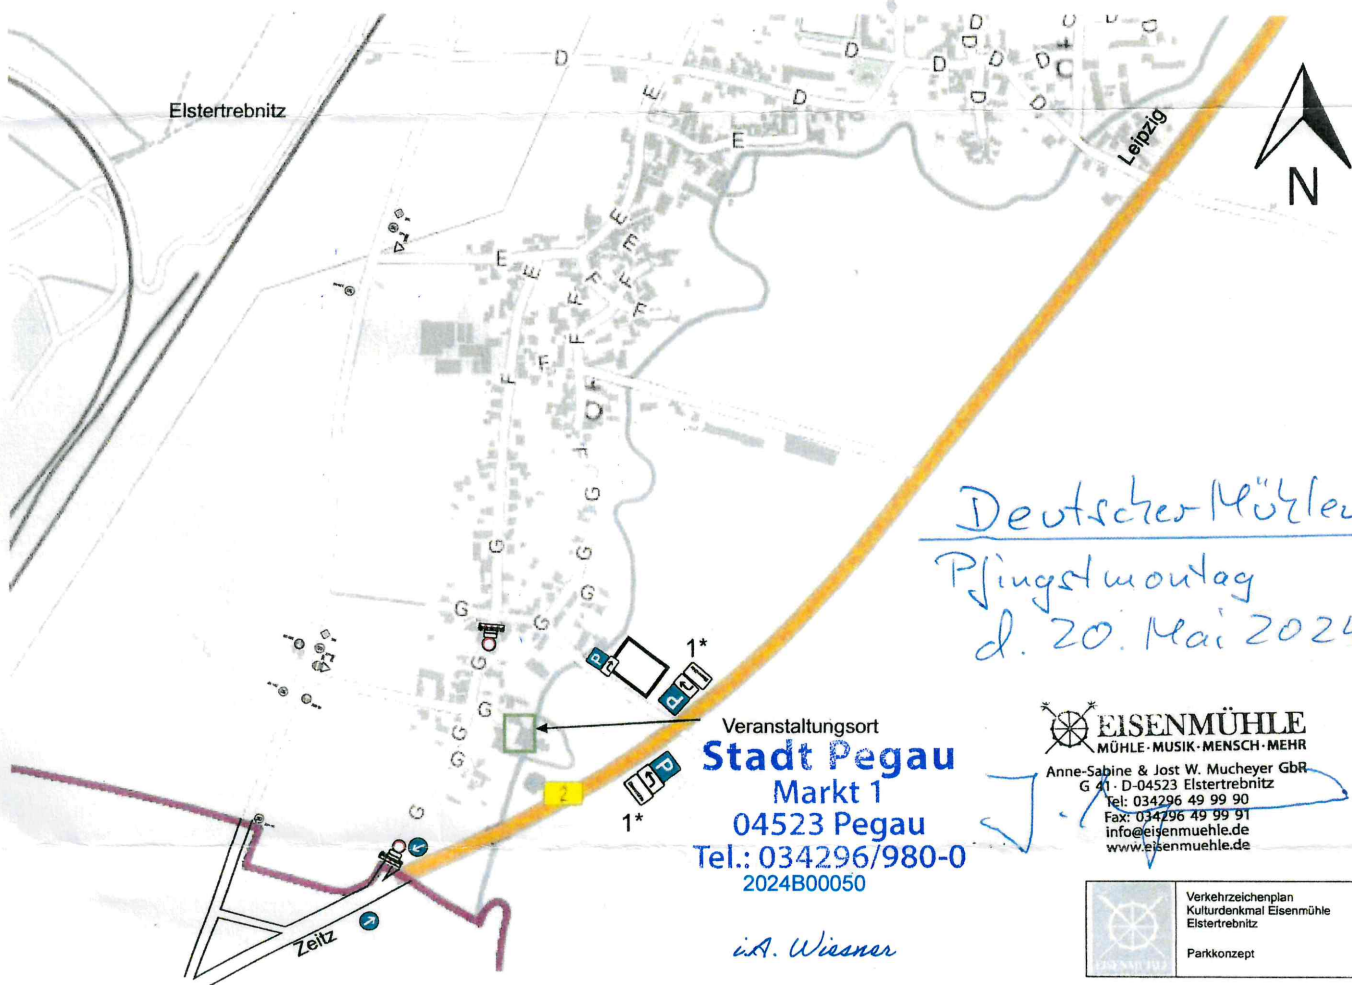 Elstertrebnitz
Leipzig
N
Deutscher Mühlen
Pfingstmontag
d. 20. Mai 2024
1*
Veranstaltungsort
Stadt Pegau
Markt 1
04523 Pegau
Tel.: 034296/980-0
2024B00050
i.A. Wiesner
2
1*
Zeitz
EISENMÜHLE
MÜHLE·MUSIK·MENSCH·MEHR
Anne-Sabine & Jost W. Mucheyer GbR
G 41 · D-04523 Elstertrebnitz
Tel: 034296 49 99 90
Fax: 034296 49 99 91
info@eisenmuehle.de
www.eisenmuehle.de
EISENMÜHLE
Verkehrzeichenplan
Kulturdenkmal Eisenmühle
Elstertrebnitz
Parkkonzept
D
D
D
D
D
D
D
D
D
D
E
E
E
E
E
E
E
F
F
F
F
F
F
F
G
G
G
G
G
G
G
G
G
G
G
P
P
P